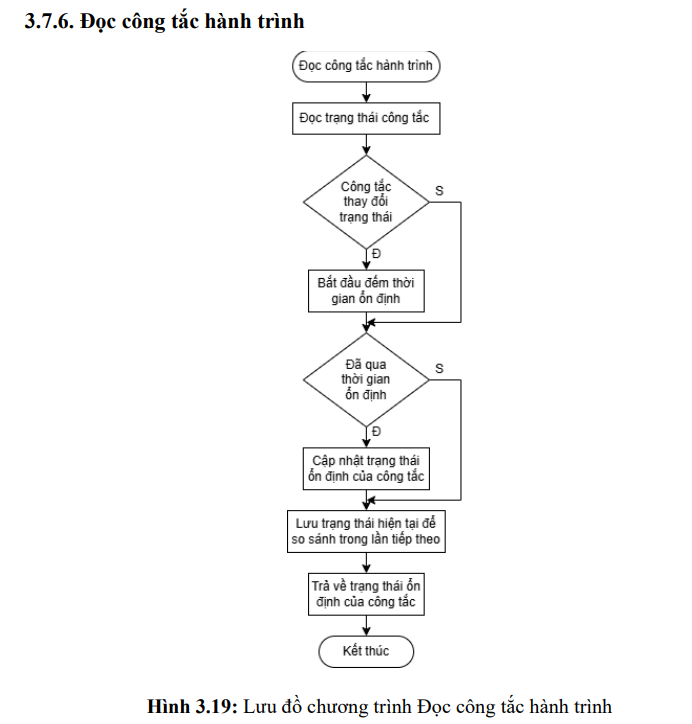 3.7.6. Đọc công tắc hành trình
Đọc công tắc hành trình
Đọc trạng thái công tắc
Công tắc
thay đổi
trạng thái
S
Đ
Bắt đầu đếm thời
gian ổn định
Đã qua
thời gian
ổn định
S
Đ
Cập nhật trạng thái
ổn định của công tắc
Lưu trạng thái hiện tại để
so sánh trong lần tiếp theo
Trả về trạng thái ổn
định của công tắc
Kết thúc
Hình 3.19: Lưu đồ chương trình Đọc công tắc hành trình